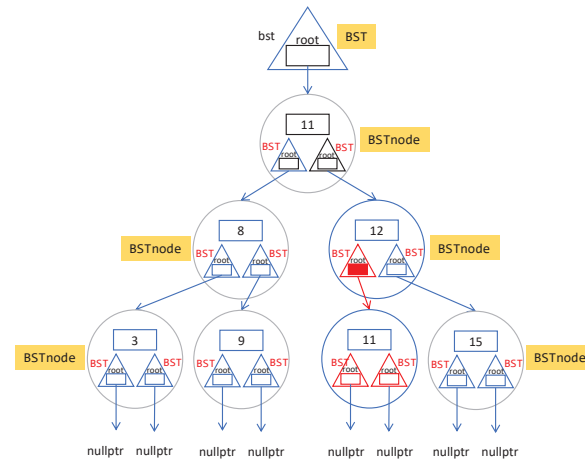 bst root BST
11
BST root root BST BSTnode
8 12
BSTnode BST root root BST BST root root BST BSTnode
3 9 11 15
BSTnode BST root root BST BST root root BST BST root root BST BST root root BST BSTnode
nullptr nullptr nullptr nullptr nullptr nullptr nullptr nullptr